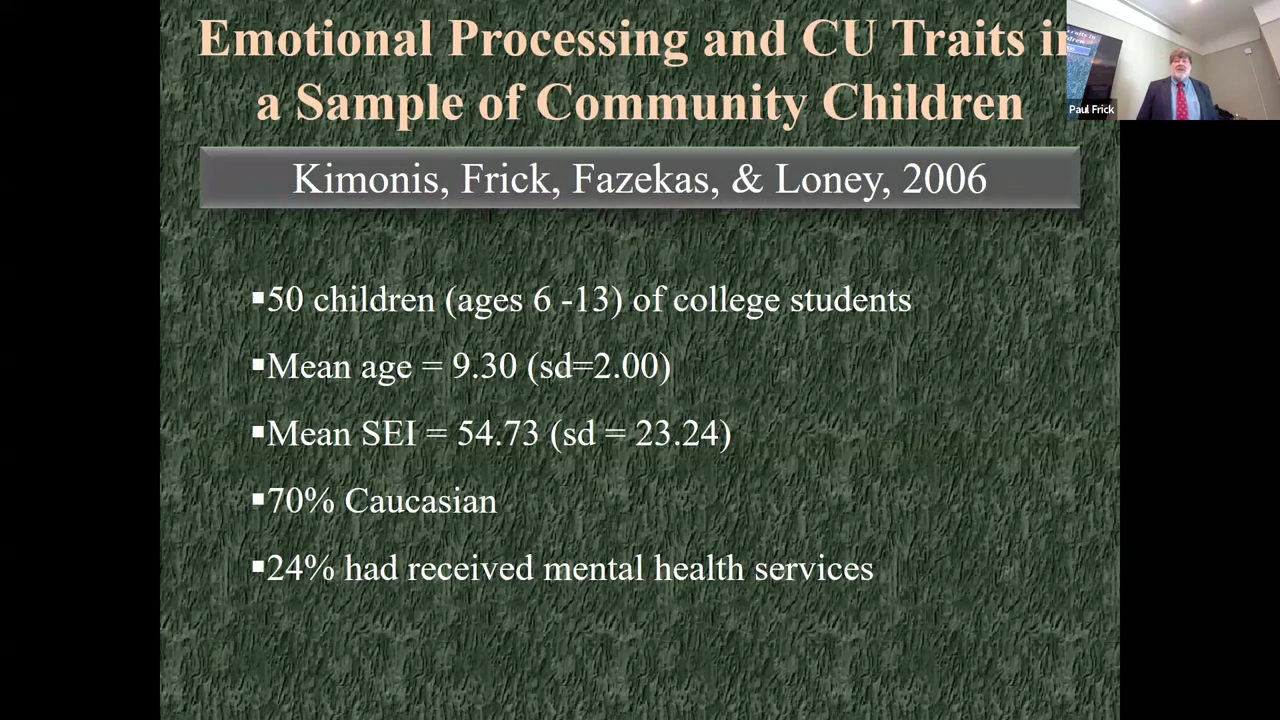 Emotional Processing and CU Traits in
a Sample of Community Children
Kimonis, Frick, Fazekas, & Loney, 2006
▪50 children (ages 6 -13) of college students
▪Mean age = 9.30 (sd=2.00)
▪Mean SEI = 54.73 (sd = 23.24)
▪70% Caucasian
▪24% had received mental health services
Paul Frick